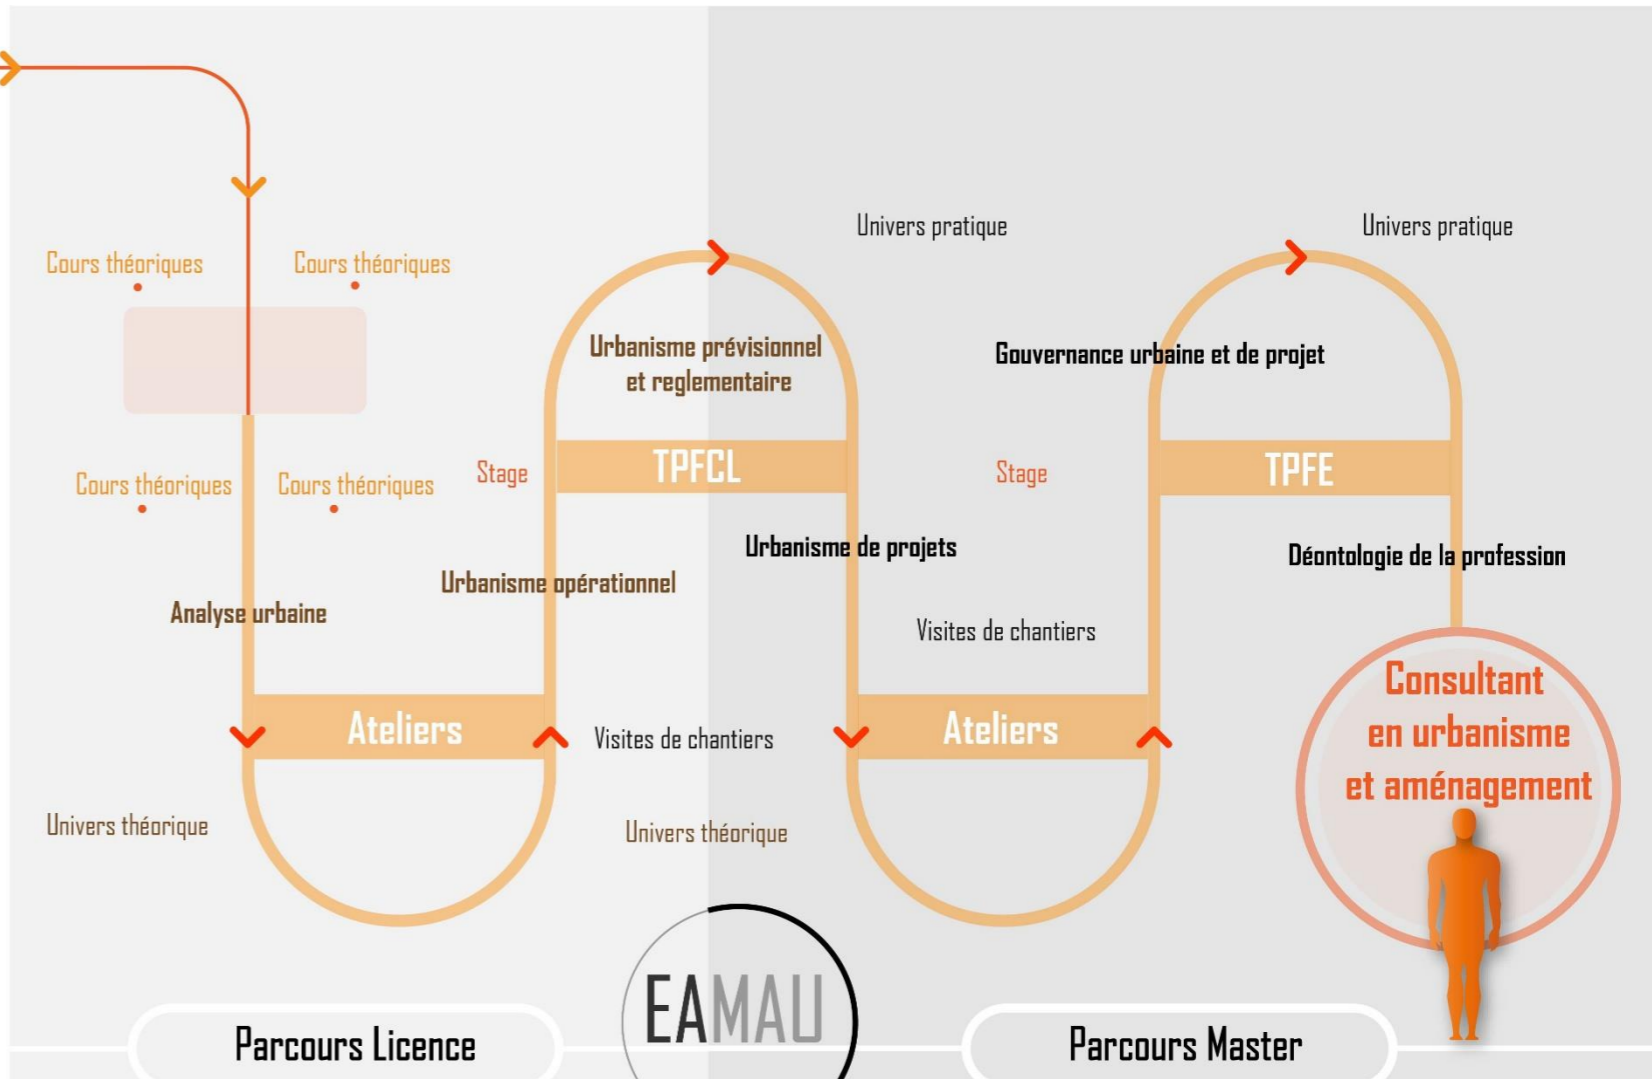 Univers pratique
Univers pratique
Cours théoriques
Cours théoriques
Urbanisme prévisionnel
et reglementaire
Gouvernance urbaine et de projet
Cours théoriques
Cours théoriques
Stage
TPFCL
Stage
TPFE
Urbanisme de projets
Déontologie de la profession
Urbanisme opérationnel
Analyse urbaine
Visites de chantiers
Consultant
en urbanisme
et aménagement
Ateliers
Visites de chantiers
Ateliers
Univers théorique
Univers théorique
EAMAU
Parcours Licence
Parcours Master